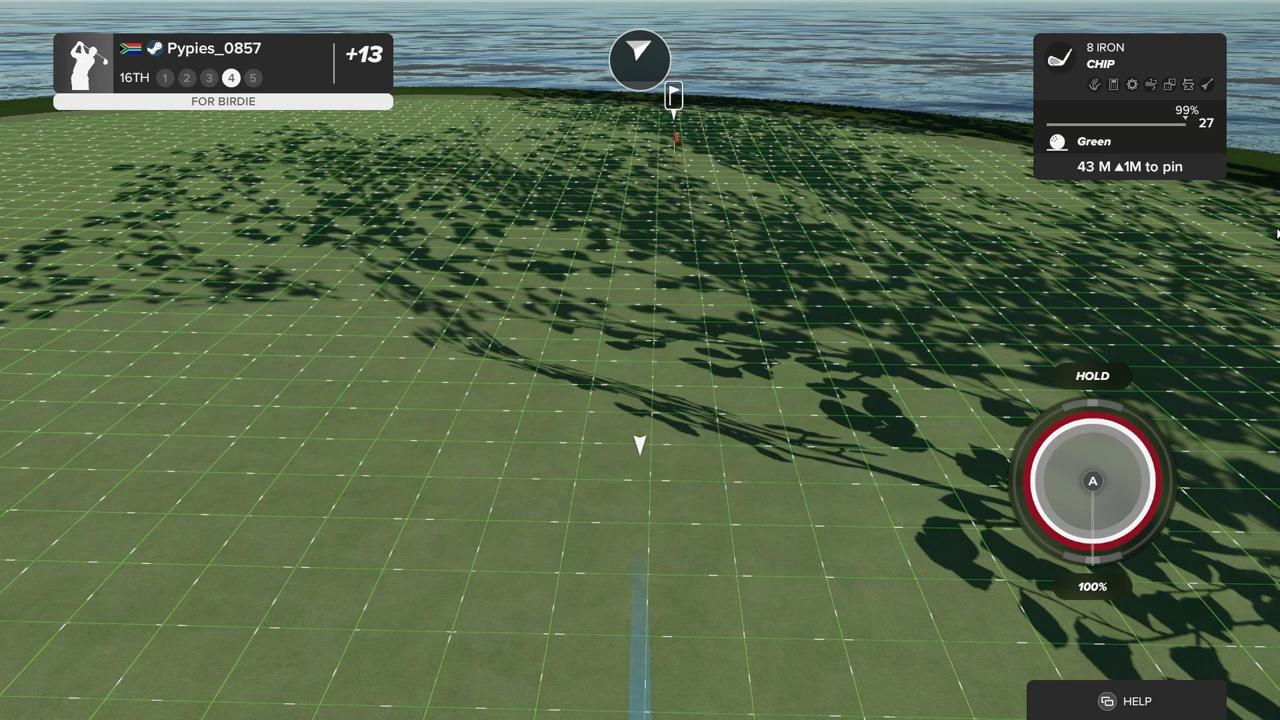 Pypies_0857
+13
16TH 1 2 3 4 5
FOR BIRDIE
8 IRON
CHIP
99%
27
Green
43 M ▲1M to pin
HOLD
A
100%
HELP